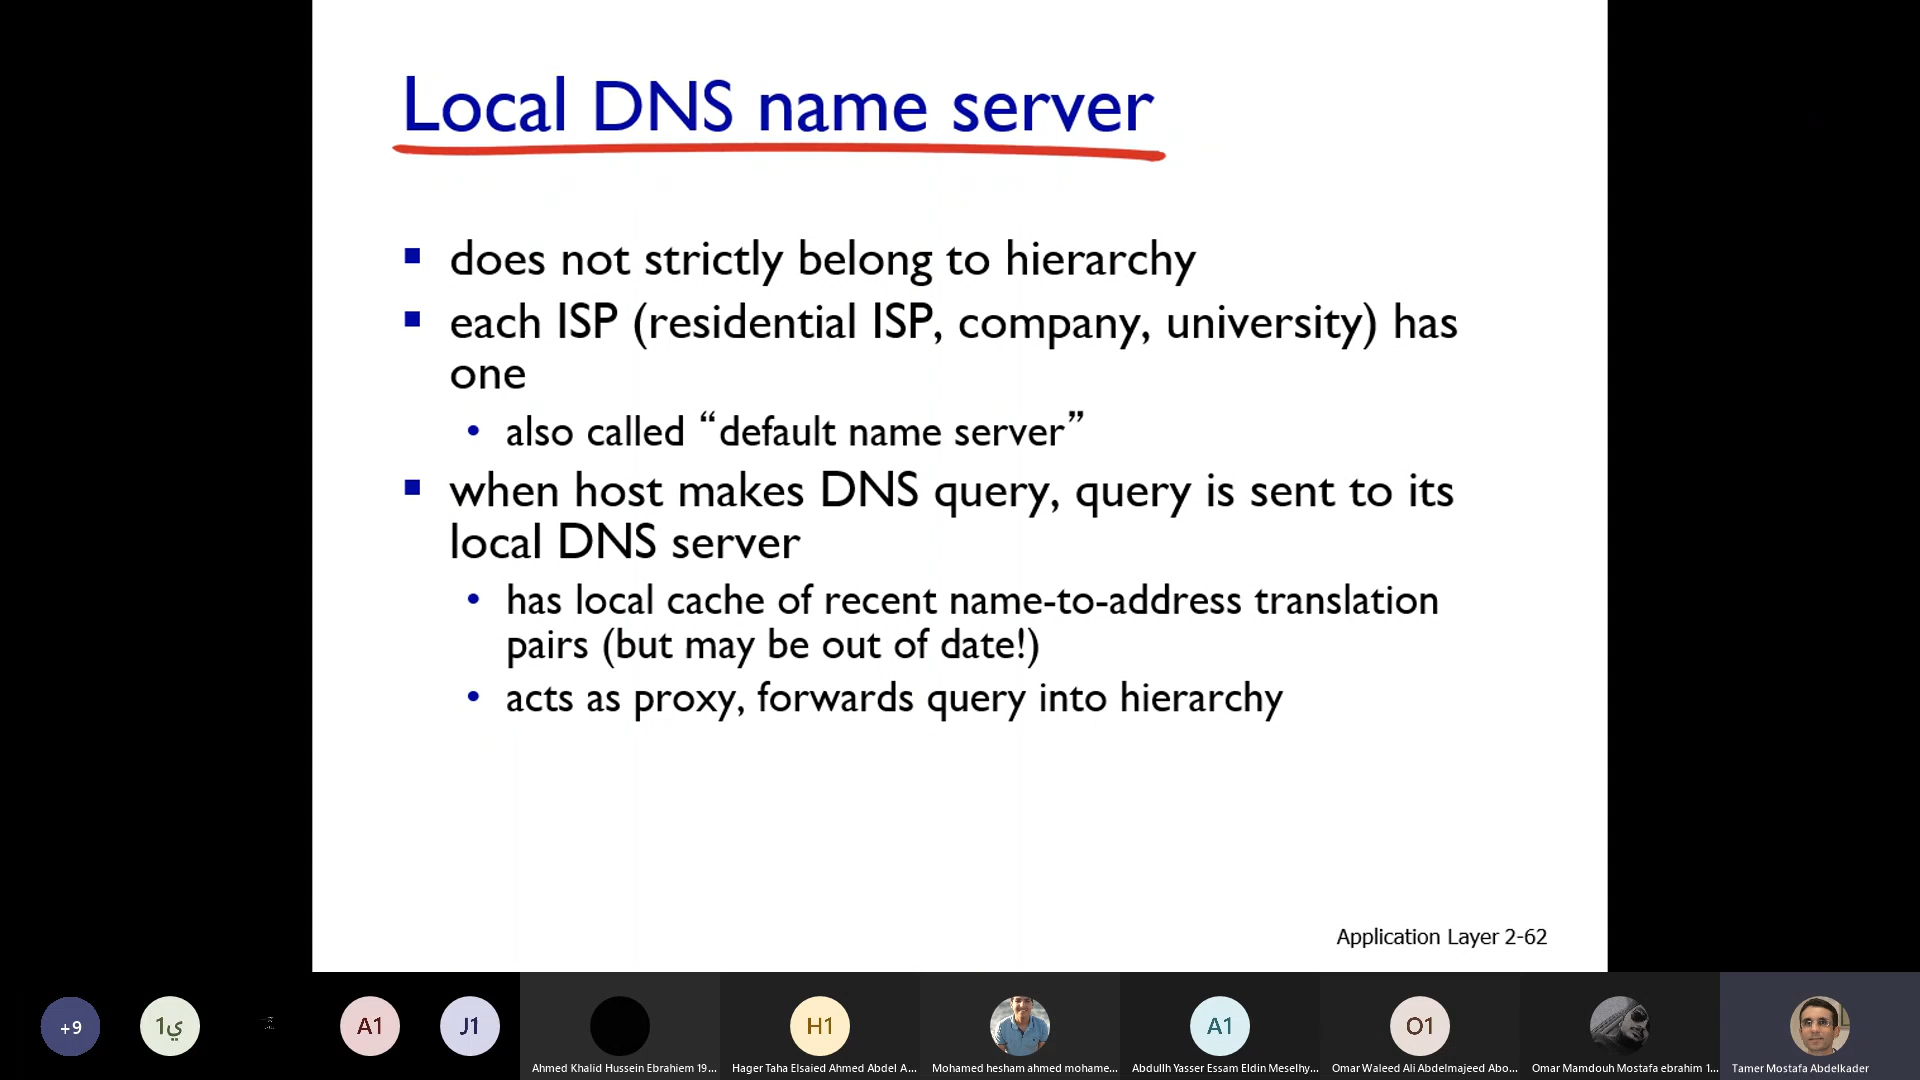 Local DNS name server
does not strictly belong to hierarchy
each ISP (residential ISP, company, university) has
one
also called “default name server”
when host makes DNS query, query is sent to its
local DNS server
has local cache of recent name-to-address translation
pairs (but may be out of date!)
acts as proxy, forwards query into hierarchy
Application Layer 2-62
+9
ي1
A1
J1
H1
A1
O1
Ahmed Khalid Hussein Ebrahiem 19...
Hager Taha Elsaied Ahmed Abdel A...
Mohamed hesham ahmed mohame...
Abdullh Yasser Essam Eldin Meselhy...
Omar Waleed Ali Abdelmajeed Abo...
Omar Mamdouh Mostafa ebrahim 1...
Tamer Mostafa Abdelkader